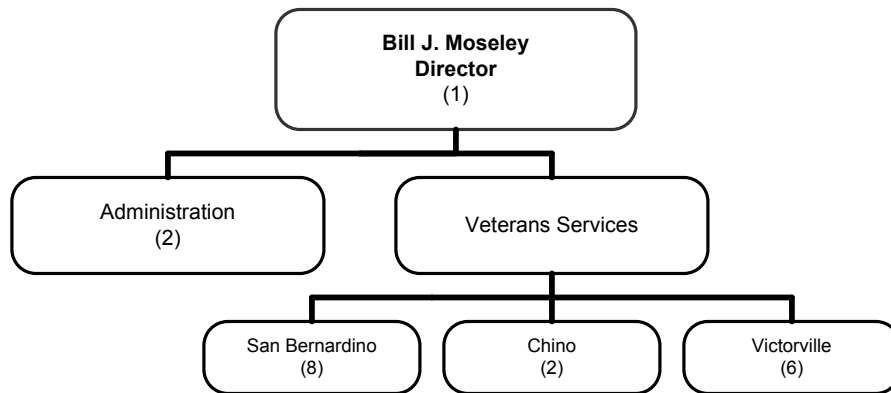 Bill J. Moseley
Director
(1)
Administration
(2)
Veterans Services
San Bernardino
(8)
Chino
(2)
Victorville
(6)